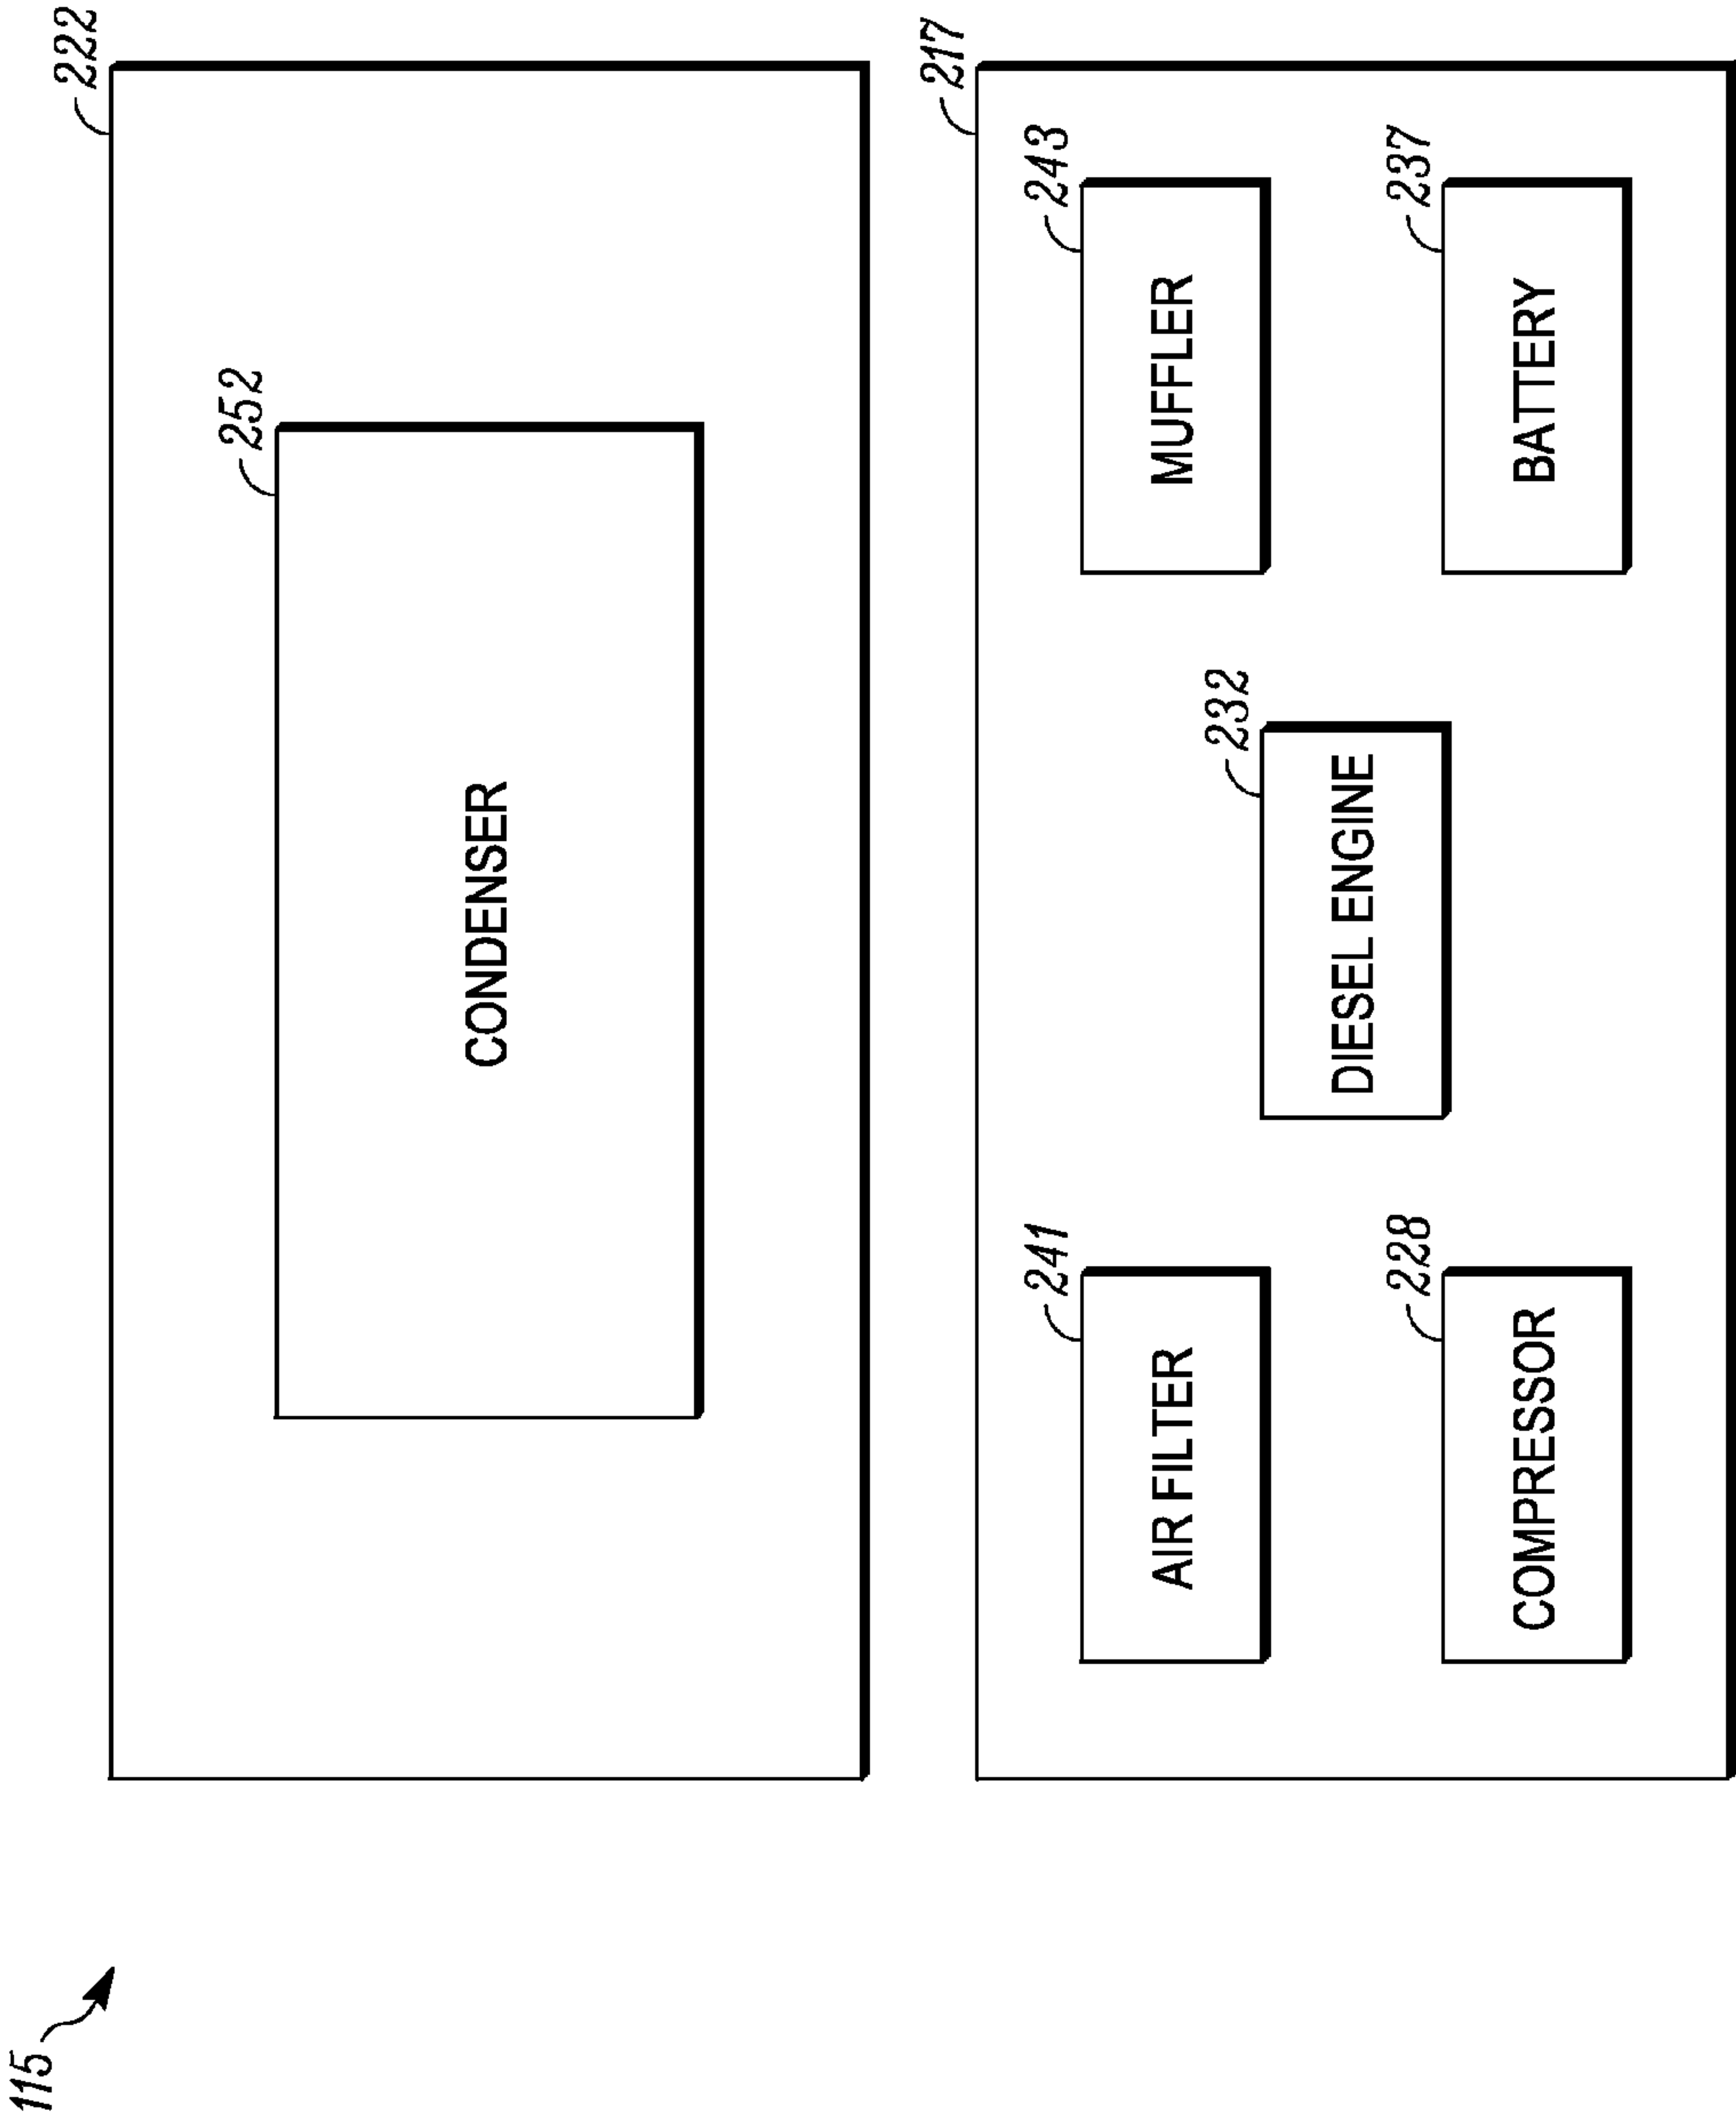 115
222
252
CONDENSER
217
241
AIR FILTER
243
MUFFLER
232
DIESEL ENGINE
228
COMPRESSOR
237
BATTERY